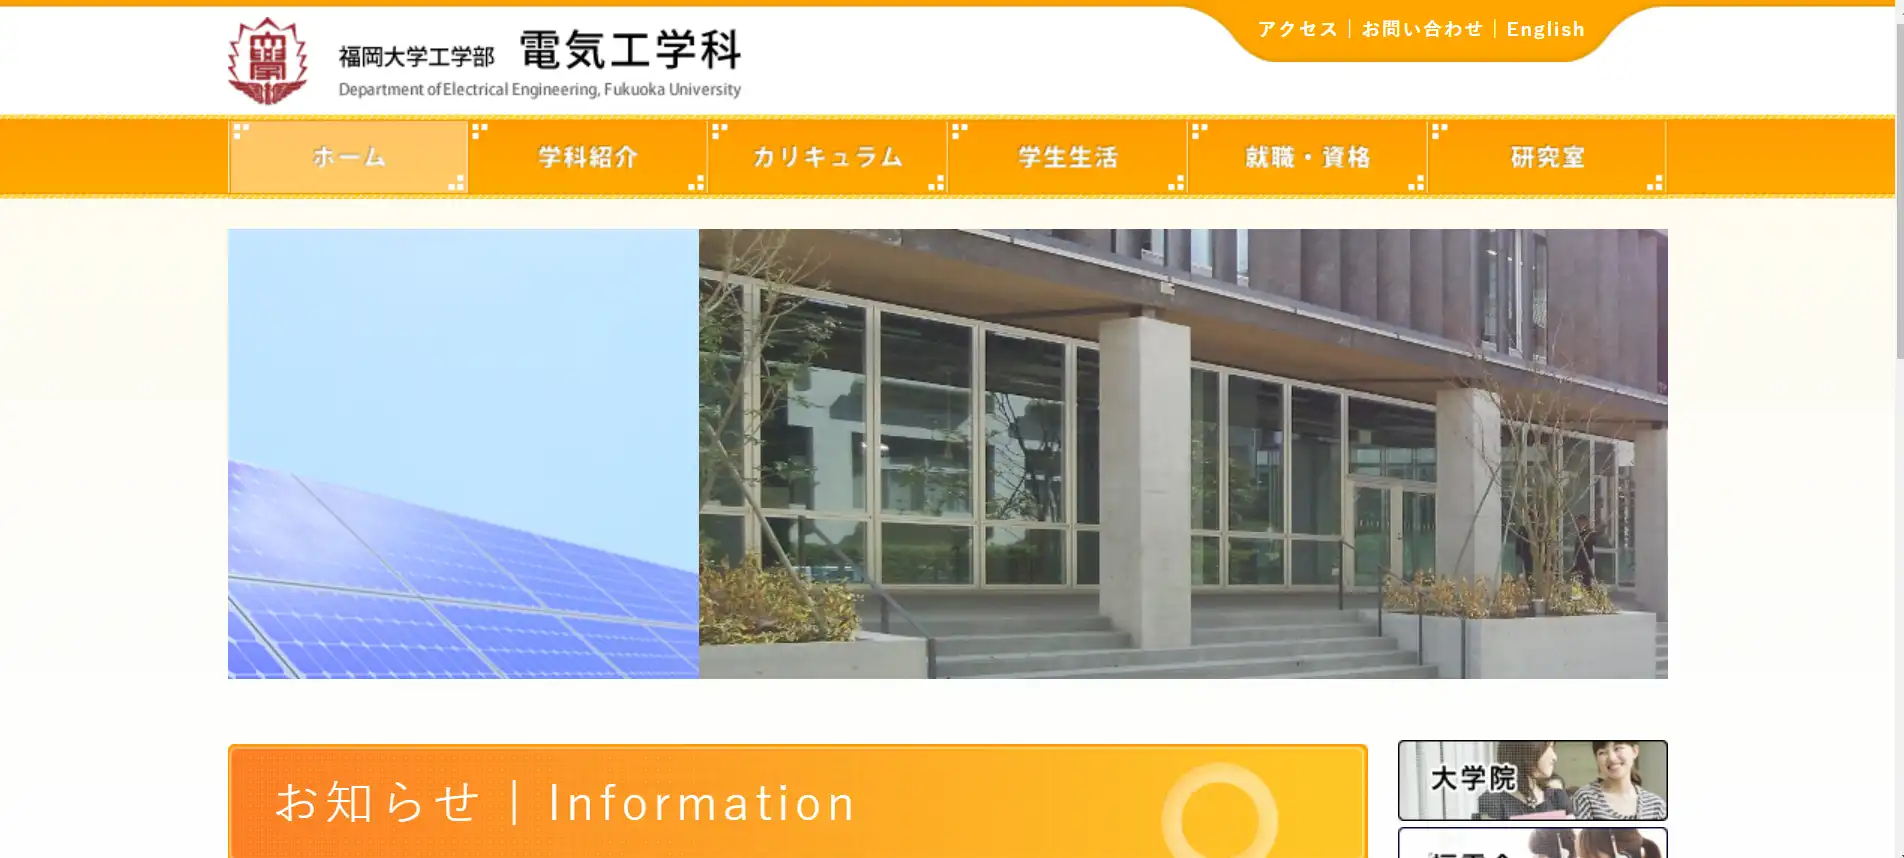 アクセス｜お問い合わせ｜English
福岡大学工学部 電気工学科
Department of Electrical Engineering, Fukuoka University
ホーム 学科紹介 カリキュラム 学生生活 就職・資格 研究室
お知らせ｜Information
大学院